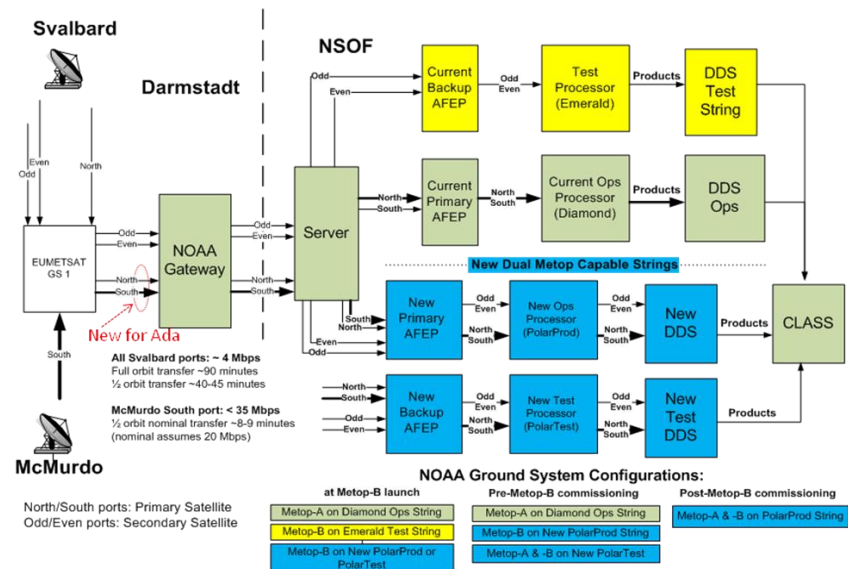 Svalbard
Darmstadt
NSOF
Odd
Even
North
EUMETSAT
GS 1
Odd
Even
North
South
New for Ada
NOAA
Gateway
Odd
Even
North
South
Server
Odd
Even
Current
Backup
AFEP
Odd
Even
Test
Processor
(Emerald)
Products
DDS
Test
String
North
South
Current
Primary
AFEP
North
South
Current Ops
Processor
(Diamond)
Products
DDS
Ops
New Dual Metop Capable Strings
South
North
Even
Odd
New
Primary
AFEP
Odd
Even
North
South
New Ops
Processor
(PolarProd)
Odd
Even
North
South
New
DDS
Products
CLASS
North
South
Odd
Even
New
Backup
AFEP
Odd
Even
North
South
New Test
Processor
(PolarTest)
Odd
Even
North
South
New
Test
DDS
Products
South
McMurdo
All Svalbard ports: ~ 4 Mbps
Full orbit transfer ~90 minutes
½ orbit transfer ~40-45 minutes
McMurdo South port: < 35 Mbps
½ orbit nominal transfer ~8-9 minutes
(nominal assumes 20 Mbps)
North/South ports: Primary Satellite
Odd/Even ports: Secondary Satellite
NOAA Ground System Configurations:
at Metop-B launch
Metop-A on Diamond Ops String
Metop-B on Emerald Test String
Metop-B on New PolarProd or
PolarTest
Pre-Metop-B commissioning
Metop-A on Diamond Ops String
Metop-B on New PolarProd String
Metop-A & -B on New PolarTest
Post-Metop-B commissioning
Metop-A & -B on PolarProd String